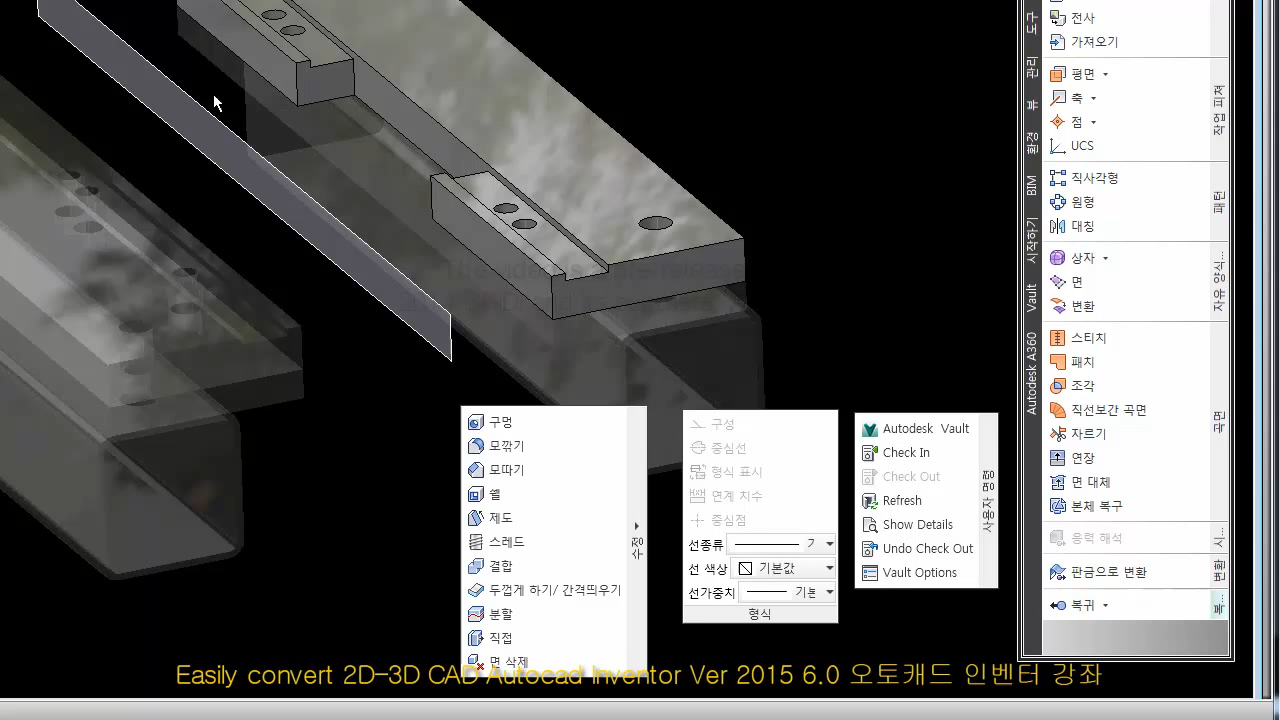 도구
관리
뷰
환경
BIM
시작하기
Vault
Autodesk A360
전사
가져오기
평면
축
점
UCS
작업 피쳐
직사각형
원형
대칭
패턴
상자
면
변환
자유 양식...
스티치
패치
조각
직선보간 곡면
자르기
연장
면 대체
본체 복구
곡면
응력 해석
시...
판금으로 변환
변환
복귀
복...
구멍
모깎기
모따기
쉘
제도
스레드
결합
두껍게 하기/ 간격띄우기
분할
직접
면 삭제
수정
구성
중심선
형식 표시
연계 치수
중심점
선종류
선 색상 기본값
선가중치
형식
Autodesk Vault
Check In
Check Out
Refresh
Show Details
Undo Check Out
Vault Options
사용자 명령
Easily convert 2D-3D CAD Autocad Inventor Ver 2015 6.0 오토캐드 인벤터 강좌